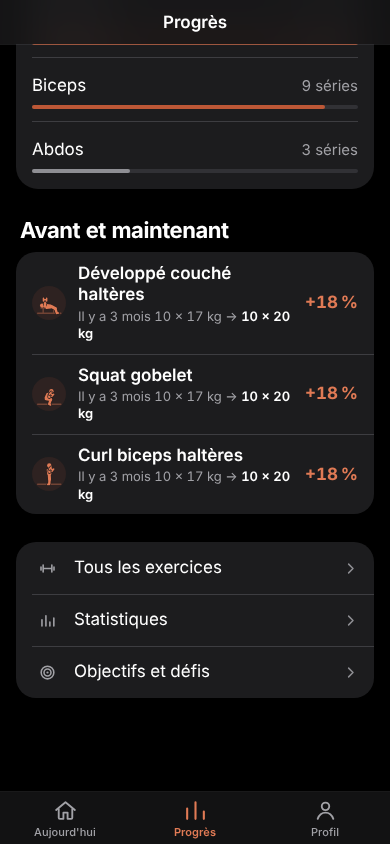 Progrès
Biceps 9 séries
Abdos 3 séries
Avant et maintenant
Développé couché
haltères
Il y a 3 mois 10 × 17 kg → 10 × 20
kg
+18 %
Squat gobelet
Il y a 3 mois 10 × 17 kg → 10 × 20
kg
+18 %
Curl biceps haltères
Il y a 3 mois 10 × 17 kg → 10 × 20
kg
+18 %
Tous les exercices
Statistiques
Objectifs et défis
Aujourd'hui Progrès Profil